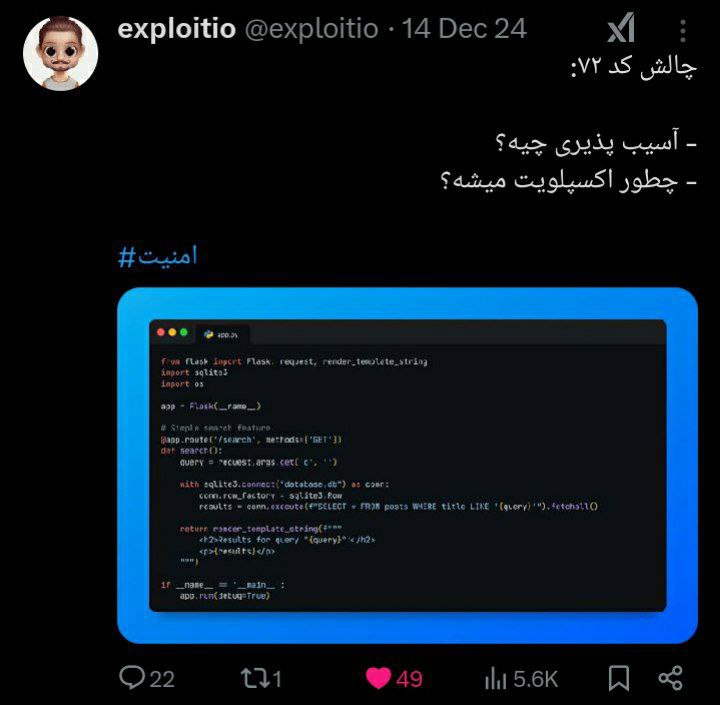 exploitio @exploitio · 14 Dec 24
چالش کد ۷۲:
- آسیب پذیری چیه؟
- چطور اکسپلویت میشه؟
#امنیت
app.py
from flask import Flask, request, render_template_string
import sqlite3
import os
app = Flask(__name__)
# Simple search feature
@app.route('/search', methods=['GET'])
def search():
query = request.args.get('q', '')
with sqlite3.connect("database.db") as conn:
conn.row_factory = sqlite3.Row
results = conn.execute(f"SELECT * FROM posts WHERE title LIKE '{query}'").fetchall()
return render_template_string(f"""
<h2>Results for query "{query}":</h2>
<p>{results}</p>
""")
if __name__ == '__main__':
app.run(debug=True)
22 1 49 5.6K